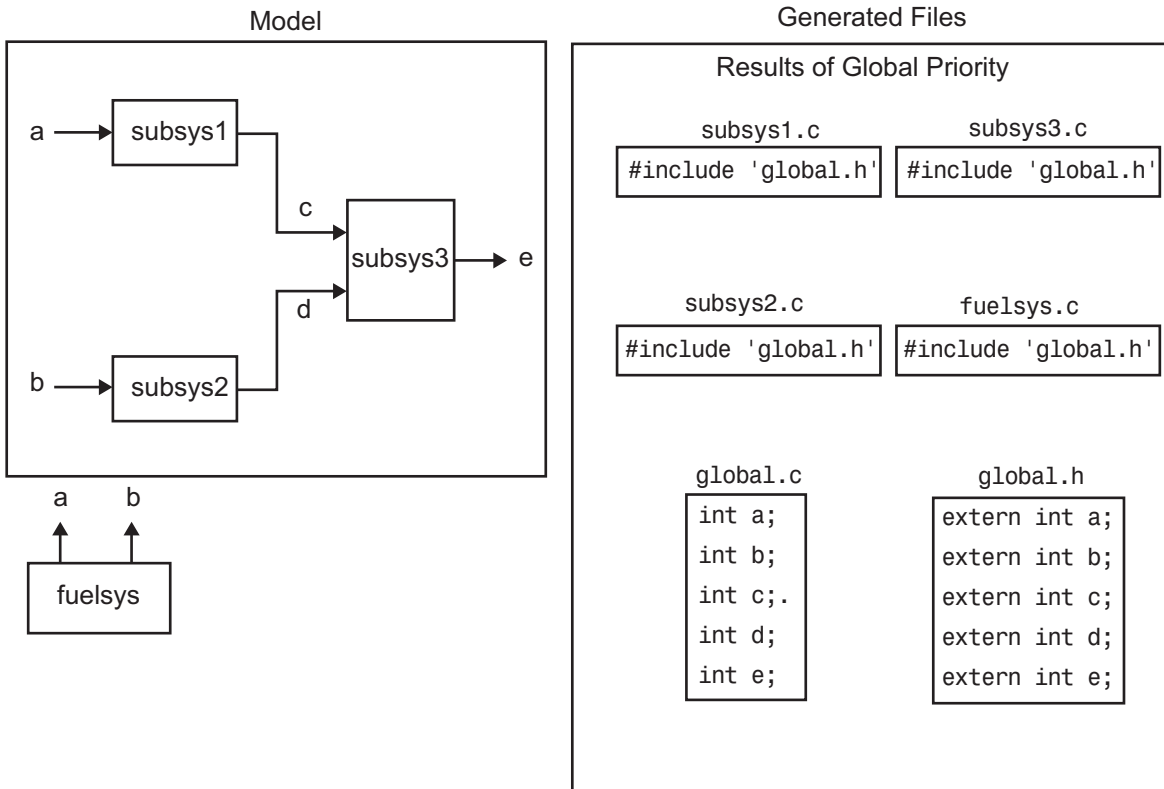 Model
a
subsys1
c
subsys3
e
d
b
subsys2
a b
fuelsys
Generated Files
Results of Global Priority
subsys1.c
#include 'global.h'
subsys3.c
#include 'global.h'
subsys2.c
#include 'global.h'
fuelsys.c
#include 'global.h'
global.c
int a;
int b;
int c;.
int d;
int e;
global.h
extern int a;
extern int b;
extern int c;
extern int d;
extern int e;